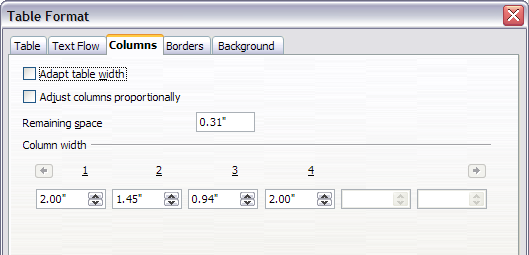 Table Format
Table Text Flow Columns Borders Background
Adapt table width
Adjust columns proportionally
Remaining space 0.31"
Column width
1 2 3 4
2.00" 1.45" 0.94" 2.00"